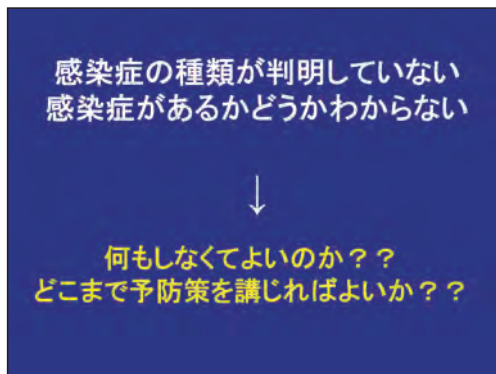 感染症の種類が判明していない
感染症があるかどうかわからない
↓
何もしなくてよいのか？？
どこまで予防策を講じればよいか？？